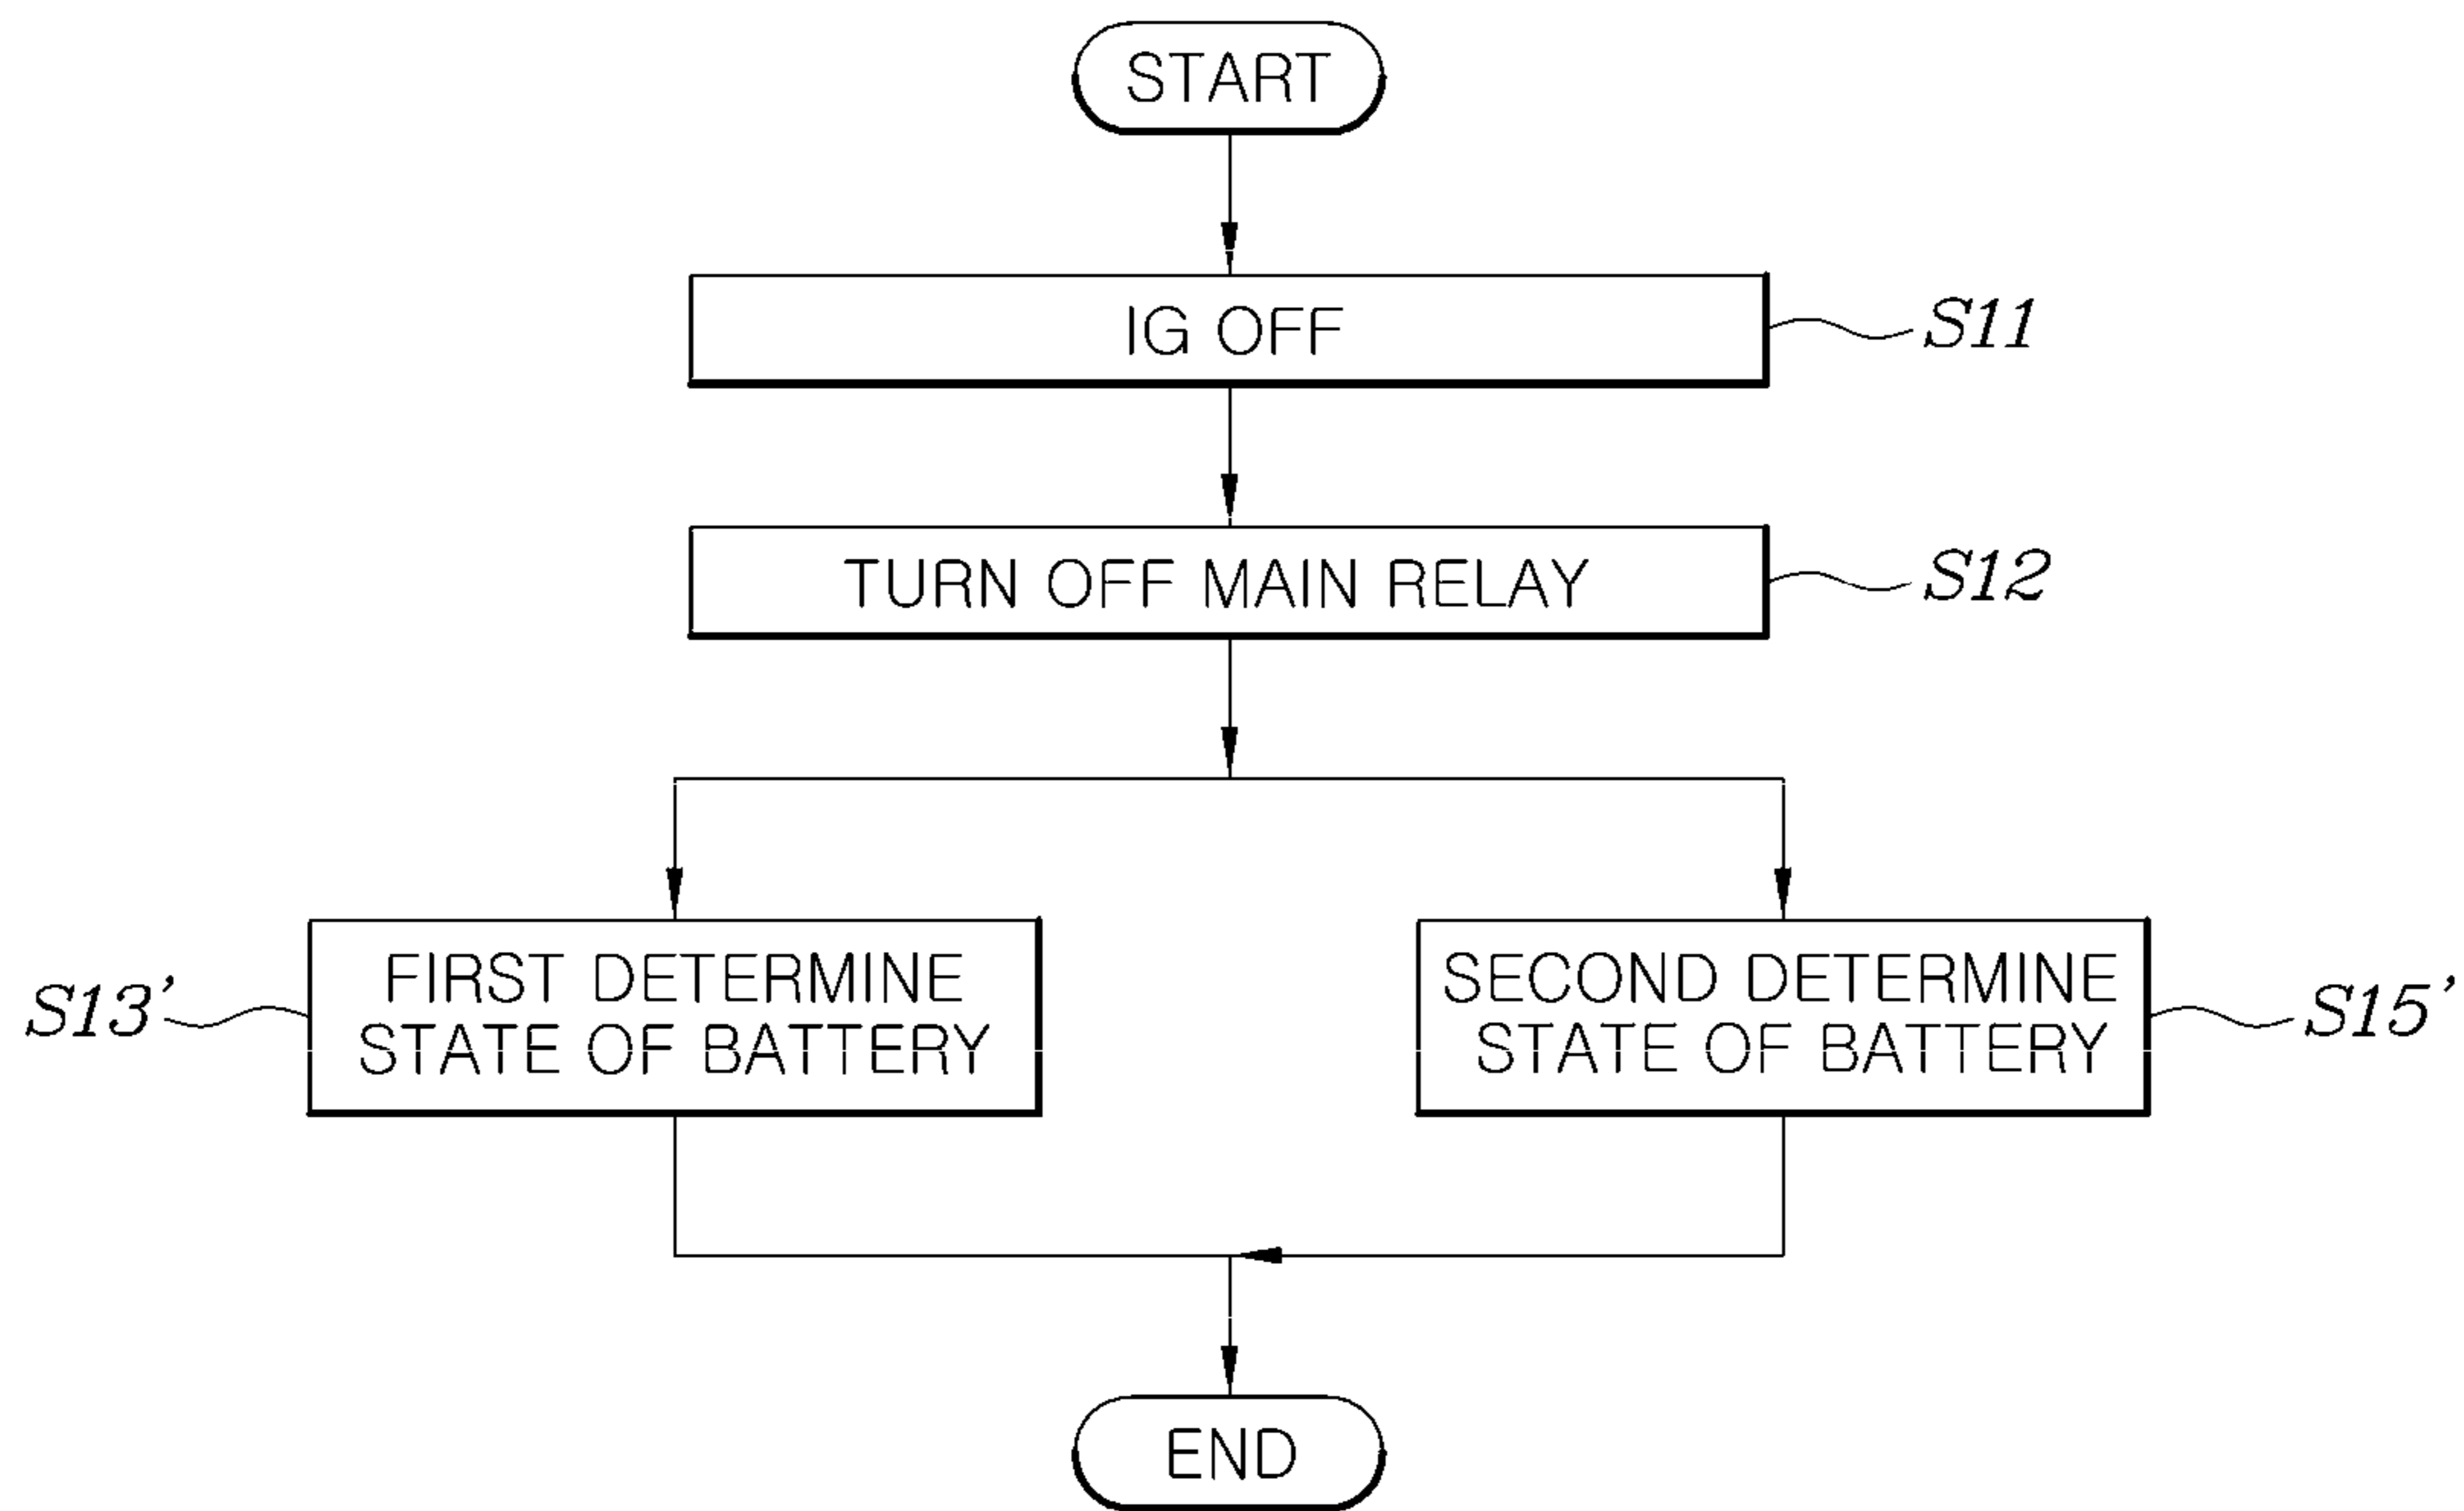 START
IG OFF
S11
TURN OFF MAIN RELAY
S12
FIRST DETERMINE
STATE OF BATTERY
S13'
SECOND DETERMINE
STATE OF BATTERY
S15'
END